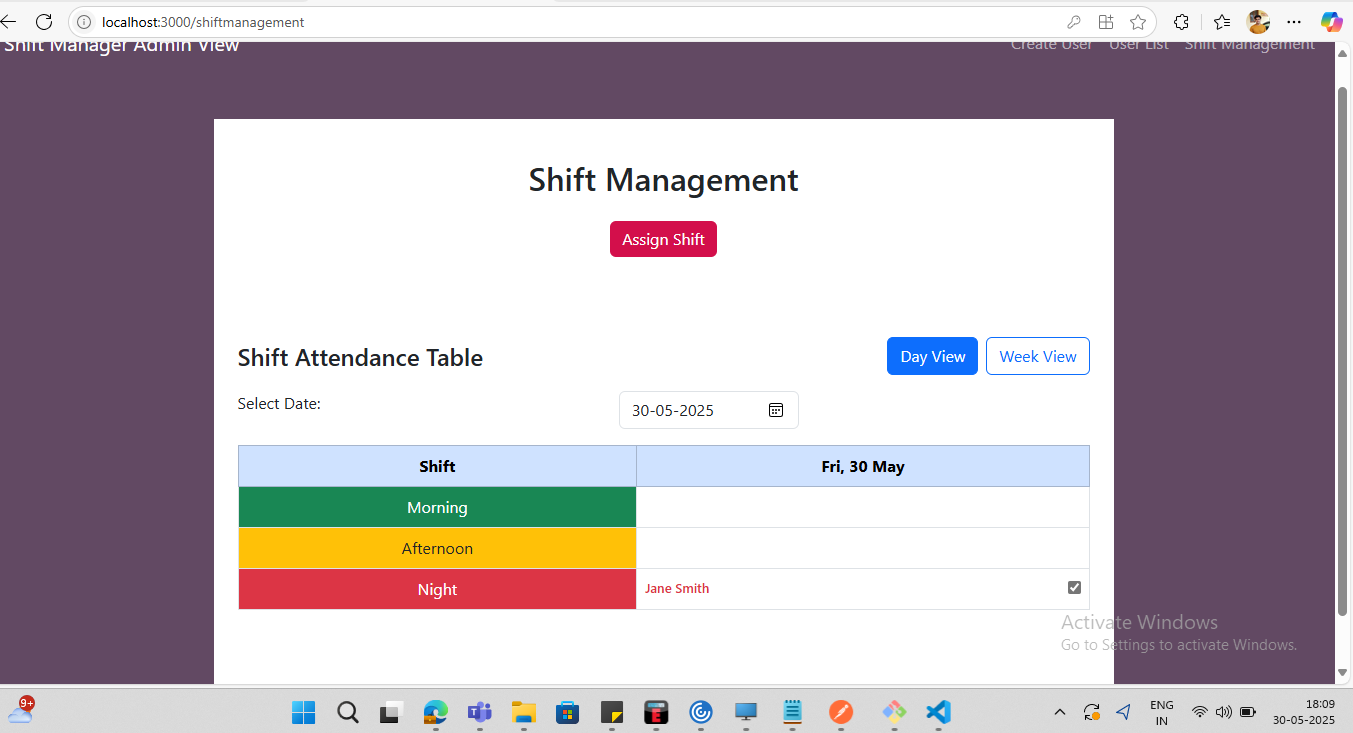 localhost:3000/shiftmanagement
Shift Manager Admin View
Create User User List Shift Management
Shift Management
Assign Shift
Shift Attendance Table
Day View Week View
Select Date:
30-05-2025
Shift Fri, 30 May
Morning
Afternoon
Night Jane Smith
Activate Windows
Go to Settings to activate Windows.
9+
E
ENG
IN
18:09
30-05-2025